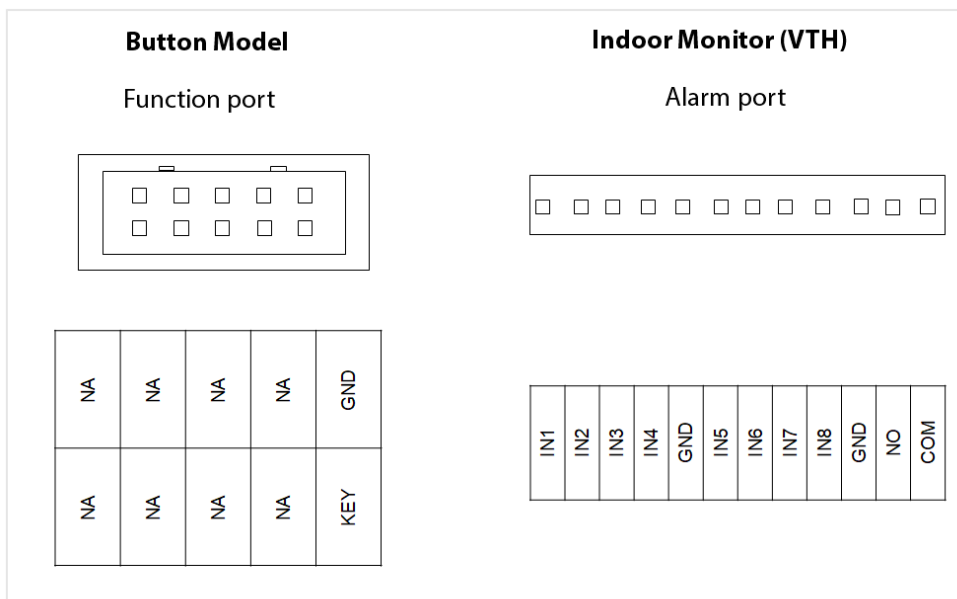 Button Model
Function port
NA NA NA NA GND
NA NA NA NA KEY
Indoor Monitor (VTH)
Alarm port
IN1 IN2 IN3 IN4 GND IN5 IN6 IN7 IN8 GND NO COM